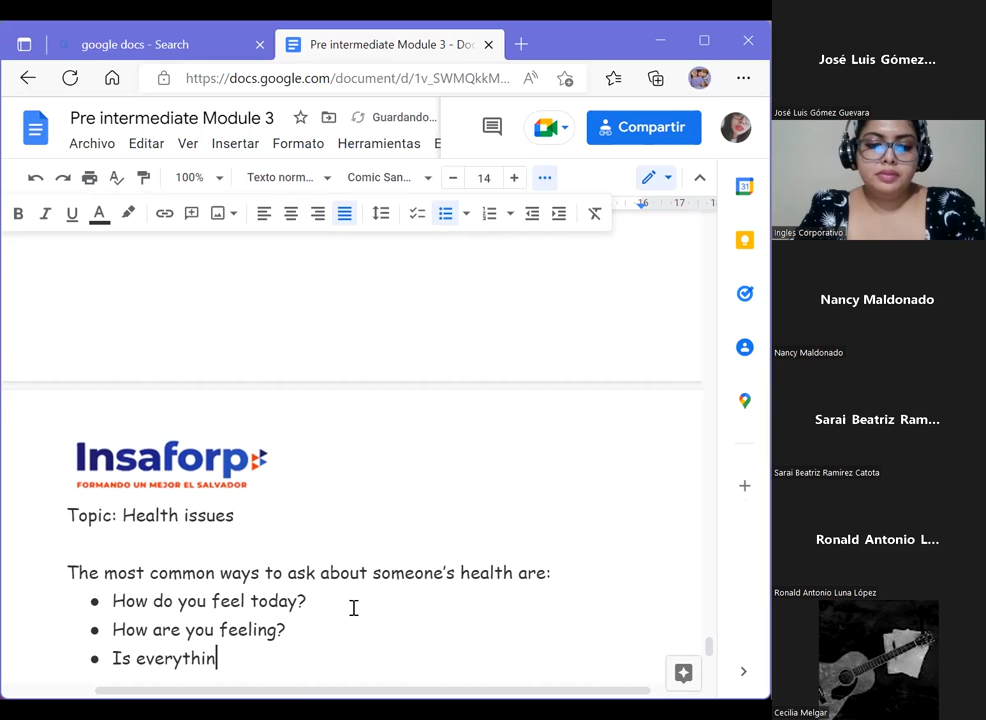 google docs - Search
Pre intermediate Module 3 - Doc
https://docs.google.com/document/d/1v_SWMQkkM...
Pre intermediate Module 3
Guardando...
Archivo Editar Ver Insertar Formato Herramientas E
Compartir
100% Texto norm... Comic San... 14
16 17
Insaforp
FORMANDO UN MEJOR EL SALVADOR
Topic: Health issues
The most common ways to ask about someone's health are:
How do you feel today?
How are you feeling?
Is everythin
José Luis Gómez...
José Luis Gómez Guevara
Ingles Corporativo
Nancy Maldonado
Nancy Maldonado
Sarai Beatriz Ram...
Sarai Beatriz Ramirez Catota
Ronald Antonio L...
Ronald Antonio Luna López
Cecilia Melgar